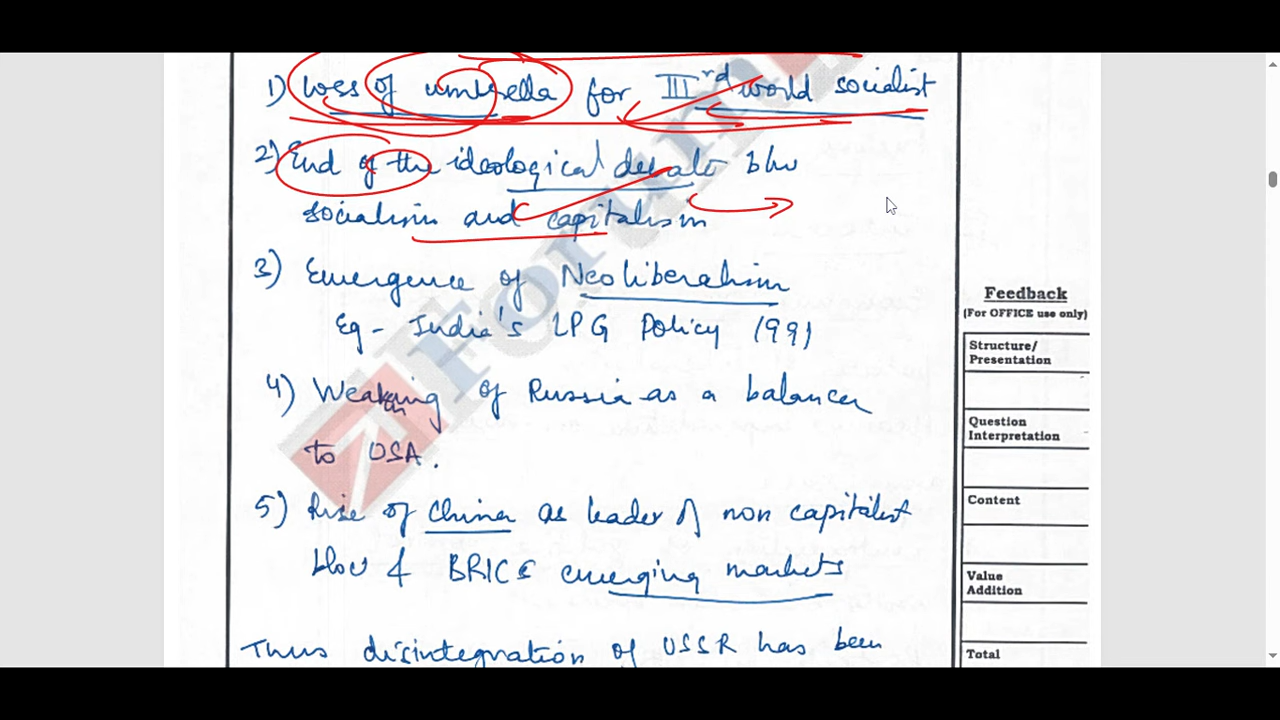 1) Loss of umbrella for IIIrd world socialist
2) End of the ideological debate b/w
socialism and capitalism
3) Emergence of Neoliberalism
Eg - India's LPG Policy 1991
4) Weakning of Russia as a balancer
to USA.
5) Rise of China as leader of non capitalist
bloc & BRICS emerging markets
Thus disintegration of USSR has been
Forum
Feedback
(For OFFICE use only)
Structure/
Presentation
Question
Interpretation
Content
Value
Addition
Total